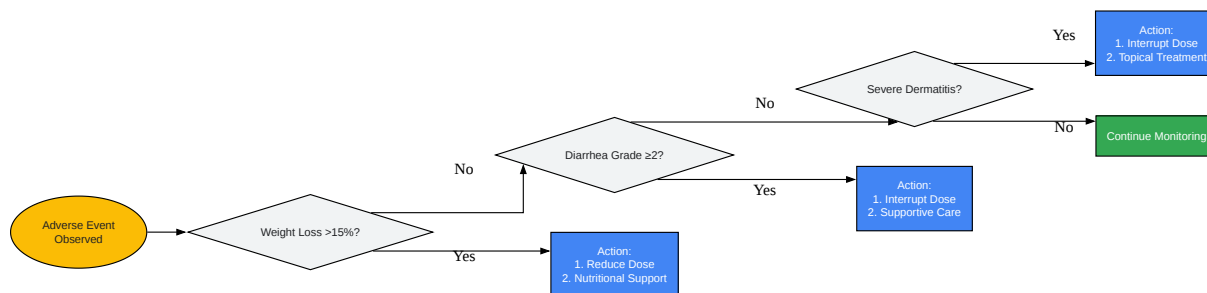 Adverse Event
Observed
Weight Loss >15%?
No
Yes
Action:
1. Reduce Dose
2. Nutritional Support
Diarrhea Grade ≥2?
No
Yes
Action:
1. Interrupt Dose
2. Supportive Care
Severe Dermatitis?
Yes
No
Action:
1. Interrupt Dose
2. Topical Treatment
Continue Monitoring